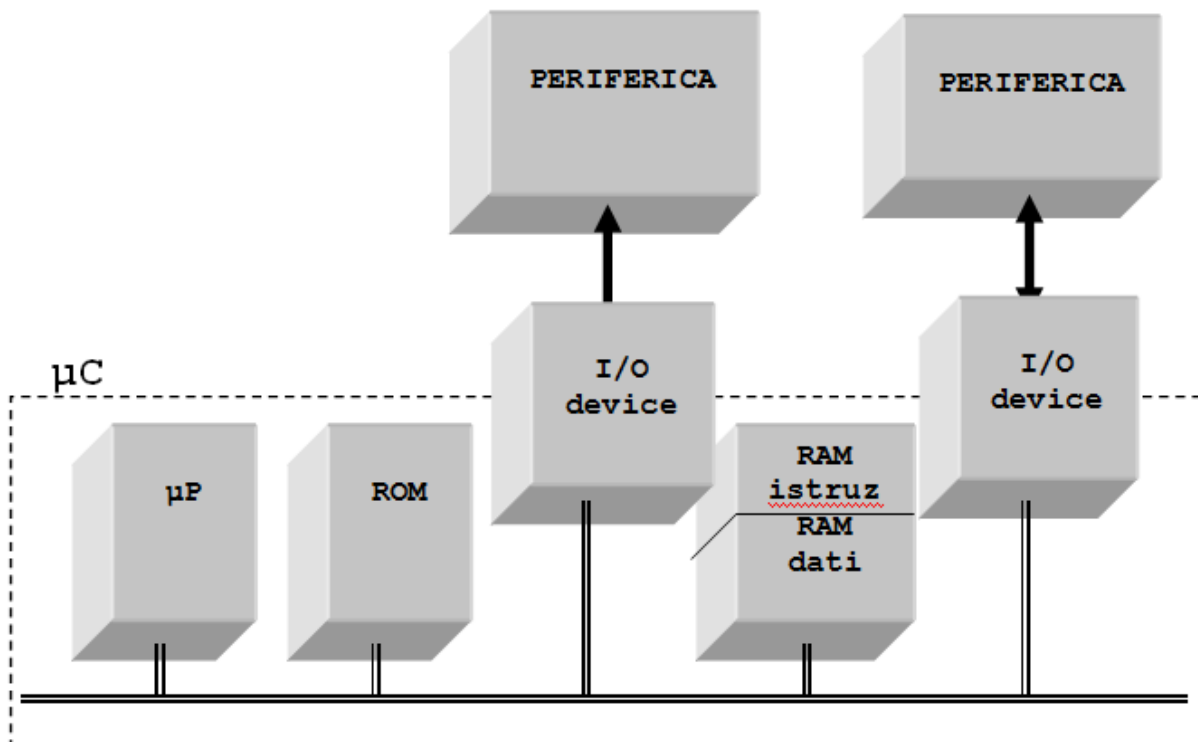 PERIFERICA
PERIFERICA
I/O
device
I/O
device
µC
µP
ROM
RAM
istruz
RAM
dati